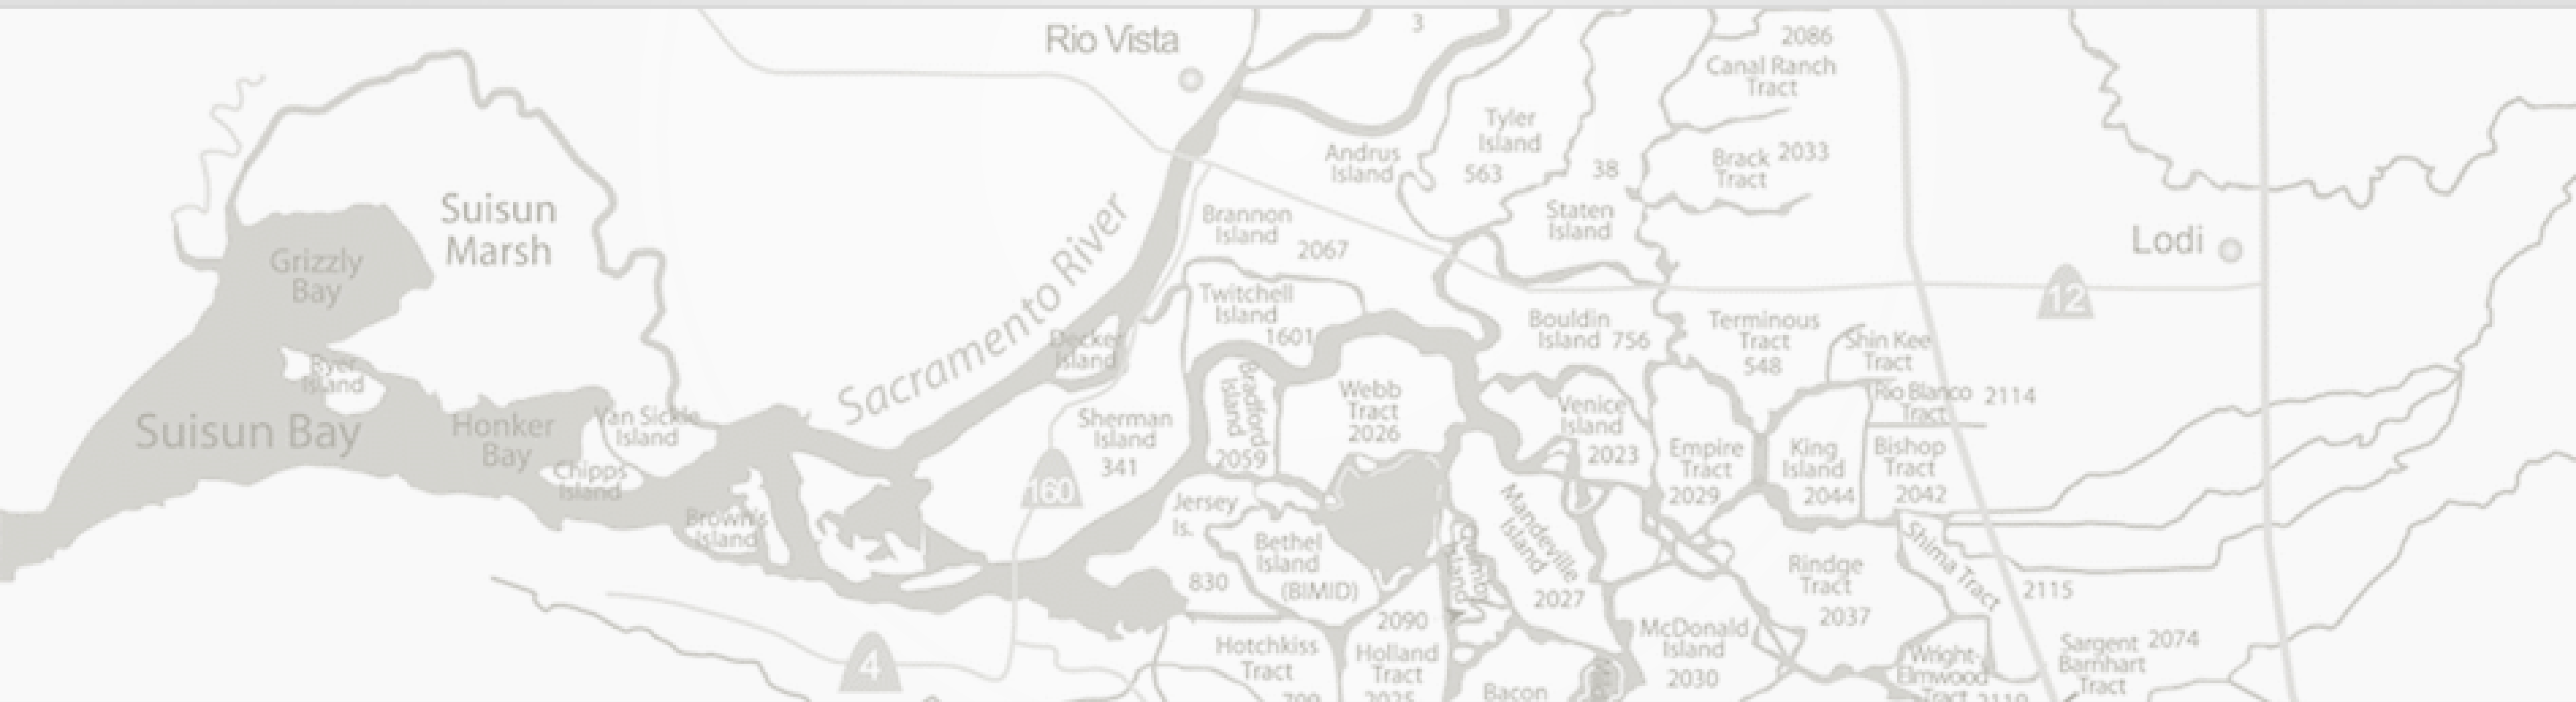 3
Rio Vista
2086
Canal Ranch
Tract
Tyler
Island
563
Andrus
Island
38
Brack 2033
Tract
Suisun
Marsh
Staten
Island
Brannon
Island
2067
Lodi
Grizzly
Bay
Sacramento River
Twitchell
Island
1601
12
Decker
Island
Bouldin
Island 756
Terminous
Tract
548
Shin Kee
Tract
Ryer
Island
Bradford
Island
2059
Webb
Tract
2026
Rio Blanco 2114
Tract
Suisun Bay
Honker
Bay
Van Sickle
Island
Sherman
Island
341
Venice
Island
2023
Empire
Tract
2029
King
Island
2044
Bishop
Tract
2042
Chipps
Island
160
Brown's
Island
Jersey
Is.
830
Bethel
Island
(BIMID)
Mandeville
Island
2027
Shima Tract
2115
Rindge
Tract
2037
2090
McDonald
Island
2030
4
Hotchkiss
Tract
799
Holland
Tract
2025
Bacon
Wright-
Elmwood
Tract 2119
Sargent 2074
Barnhart
Tract